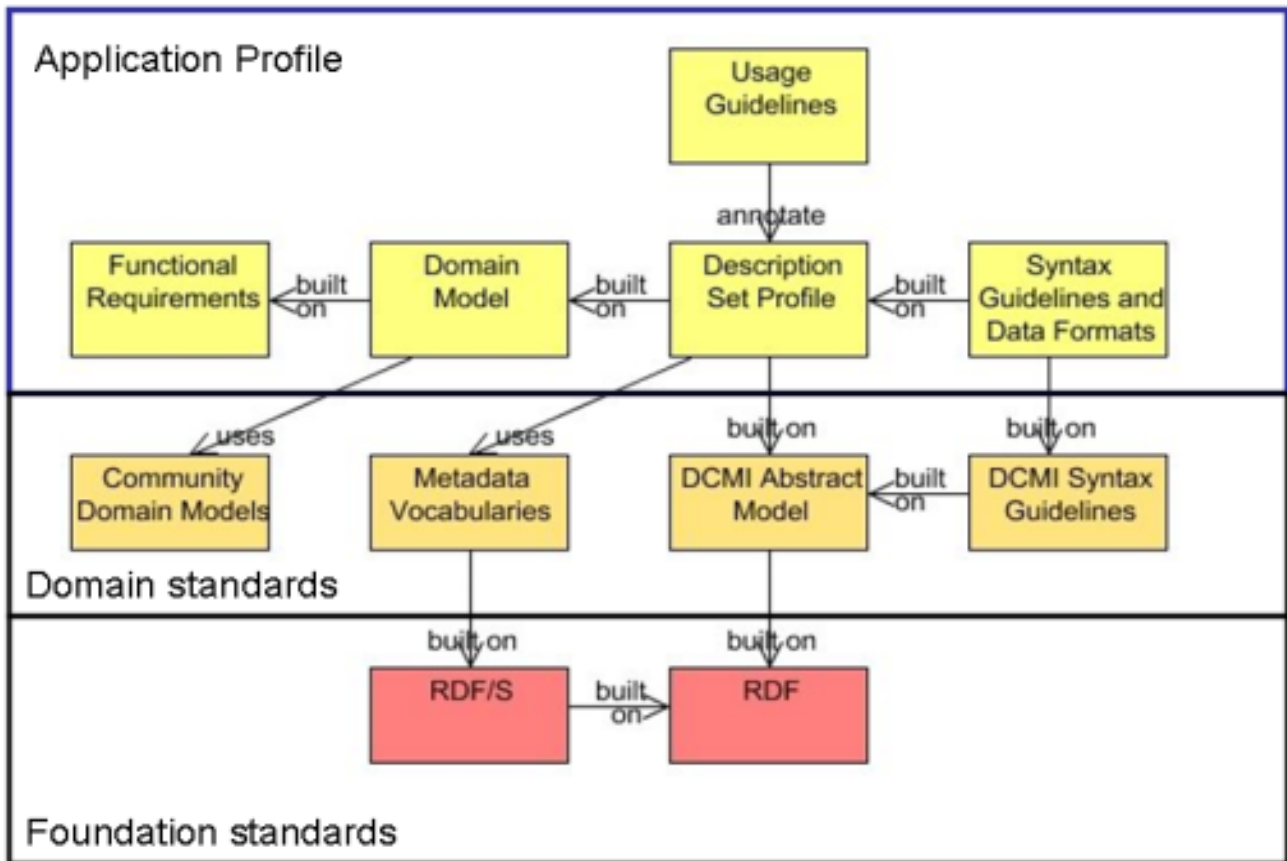 Application Profile
Usage
Guidelines
annotate
Functional
Requirements
built
on
Domain
Model
built
on
Description
Set Profile
built
on
Syntax
Guidelines and
Data Formats
uses
uses
built on
built on
Community
Domain Models
Metadata
Vocabularies
DCMI Abstract
Model
built
on
DCMI Syntax
Guidelines
Domain standards
built on
built on
RDF/S
built
on
RDF
Foundation standards